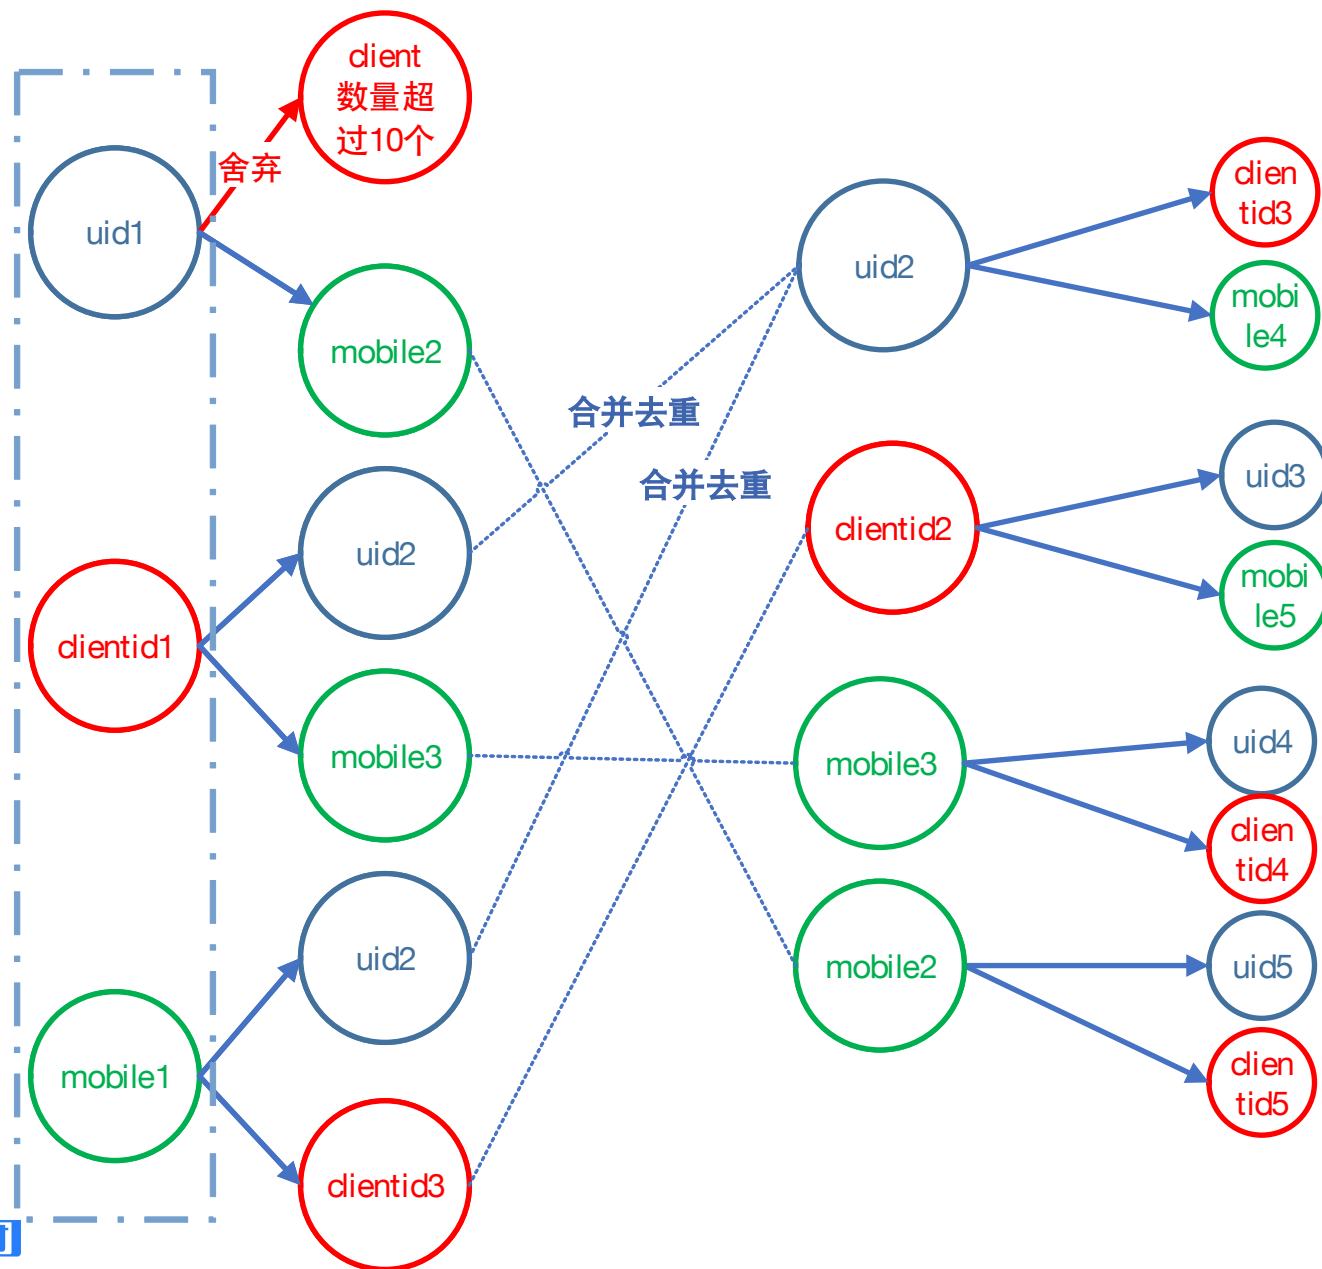 client
数量超
过10个
舍弃
uid1
mobile2
uid2
clientid1
mobile3
uid2
mobile1
clientid3
合并去重
合并去重
uid2
clien
tid3
mobi
le4
clientid2
uid3
mobi
le5
mobile3
uid4
clien
tid4
mobile2
uid5
clien
tid5